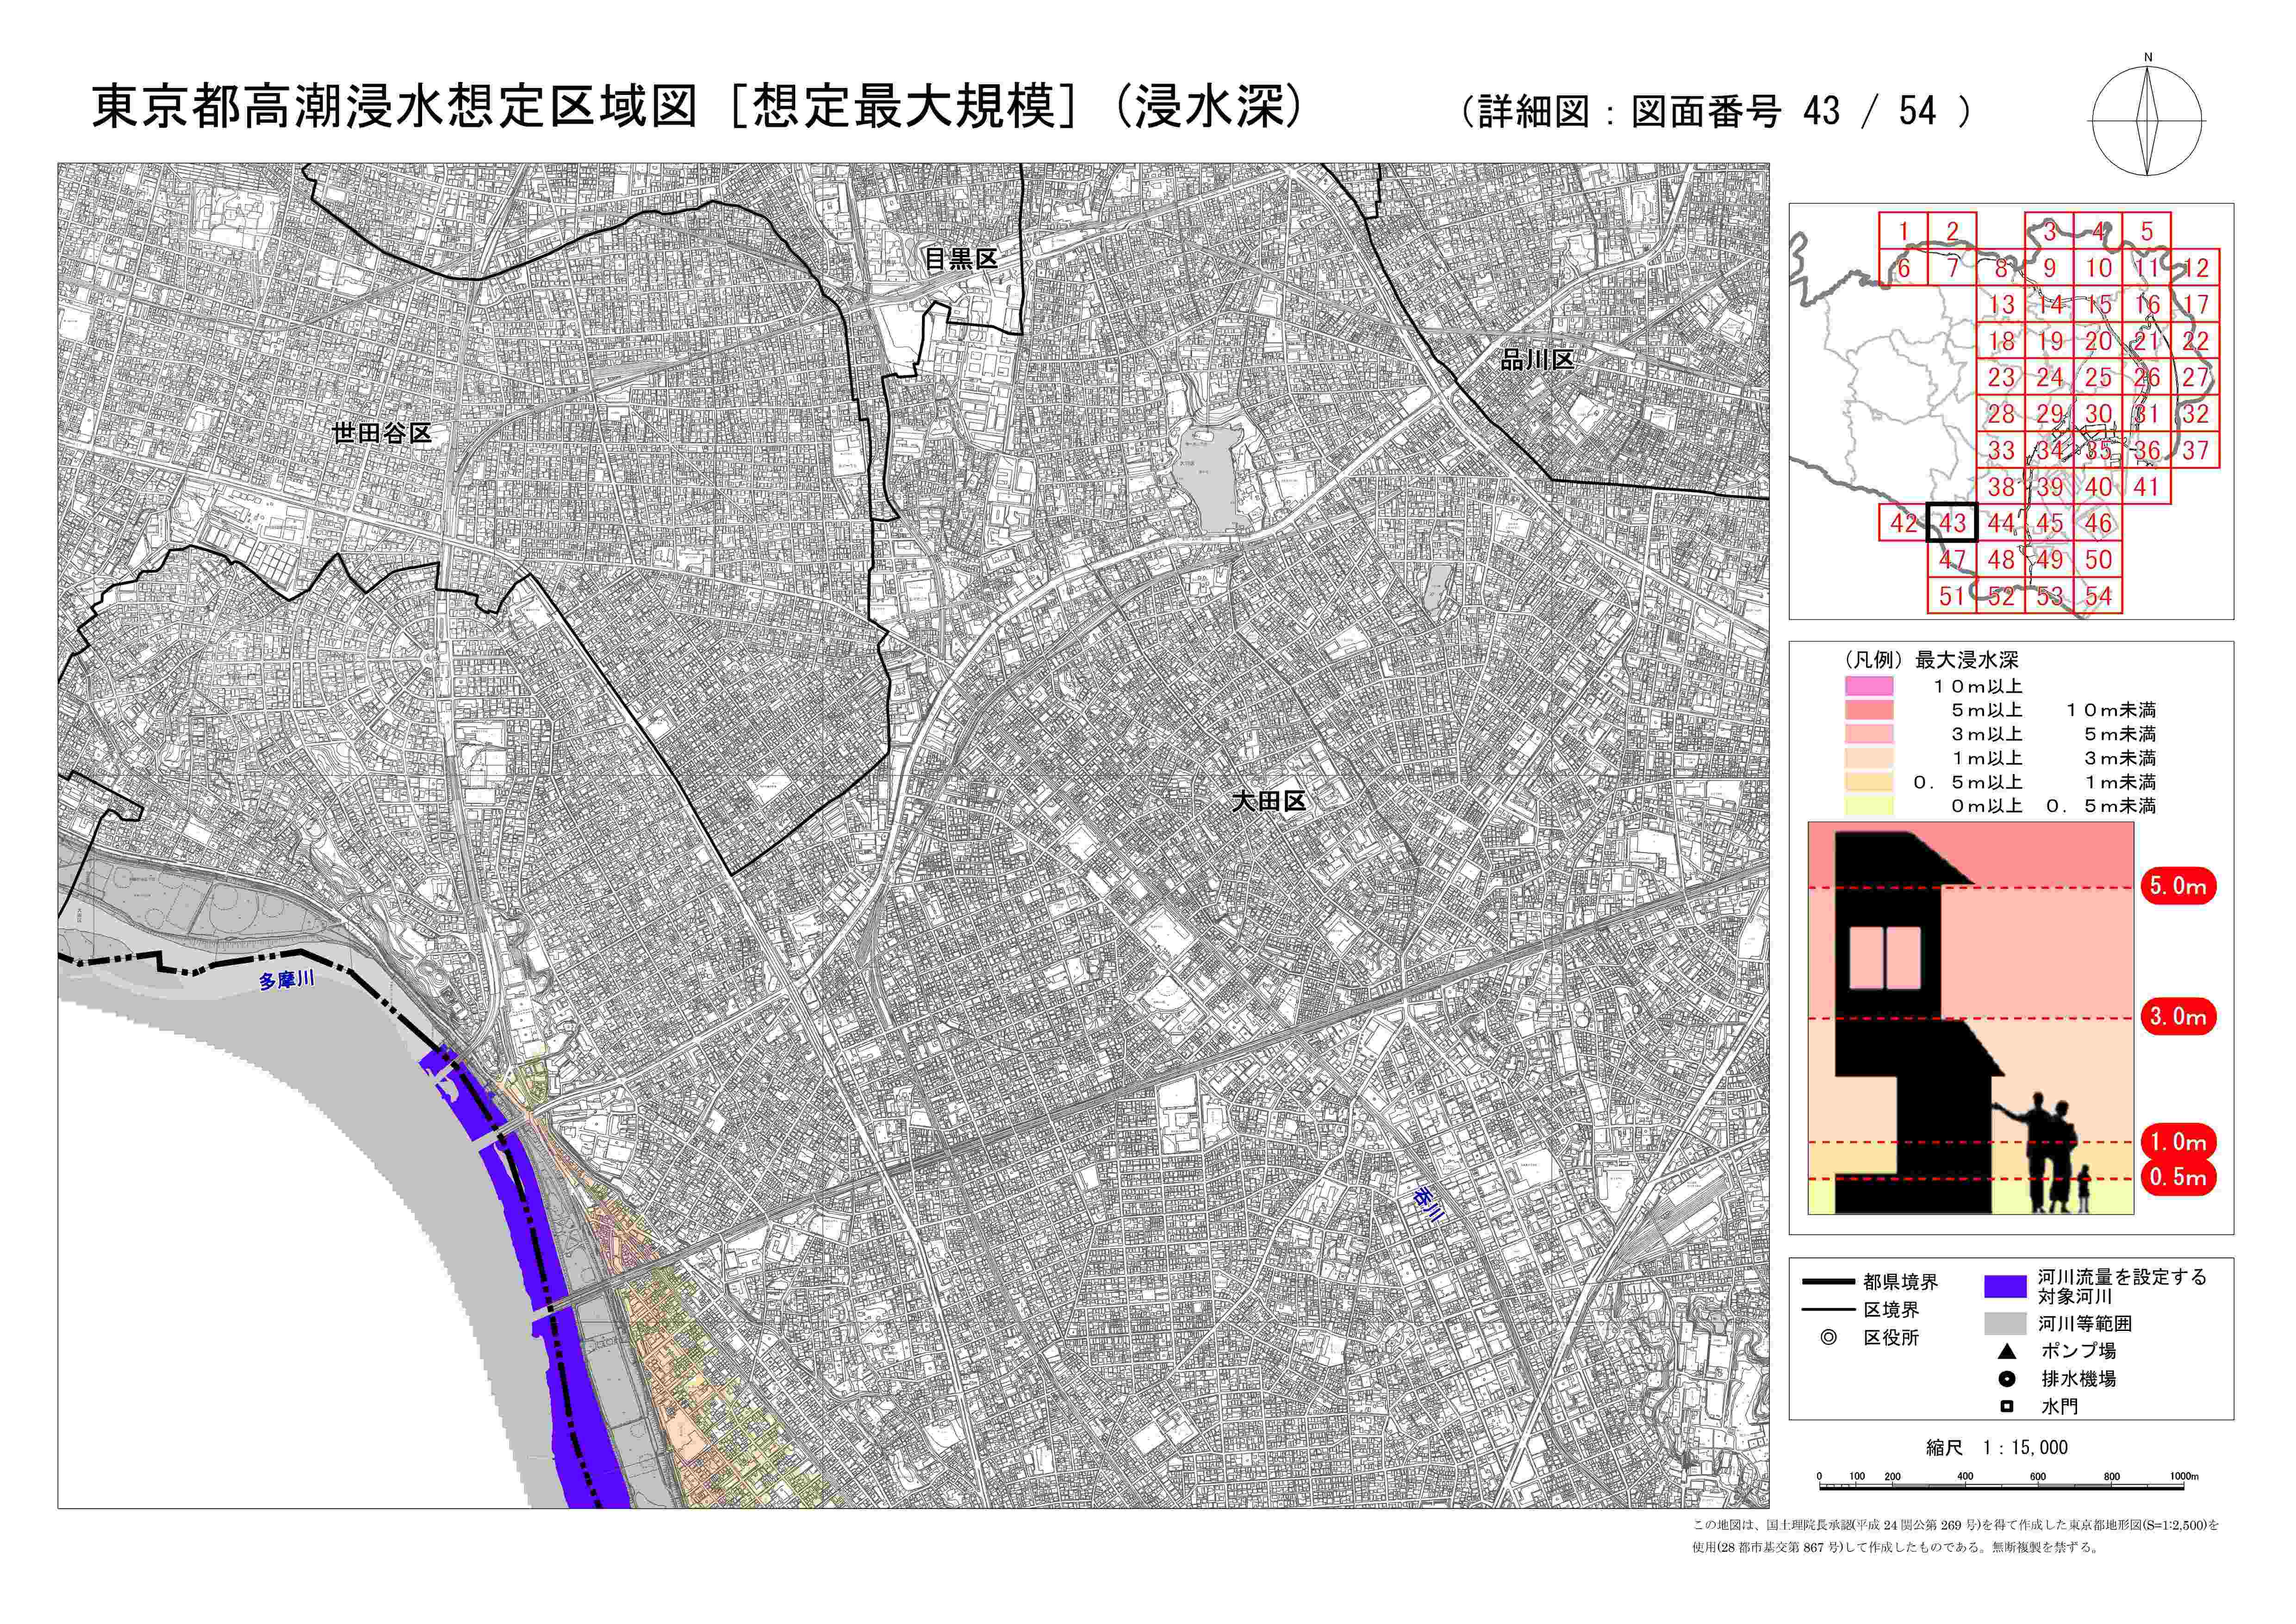 東京都高潮浸水想定区域図［想定最大規模］（浸水深）
（詳細図：図面番号 43 / 54 ）
N
1 2 3 4 5
6 7 8 9 10 11 12
13 14 15 16 17
18 19 20 21 22
23 24 25 26 27
28 29 30 31 32
33 34 35 36 37
38 39 40 41
42 43 44 45 46
47 48 49 50
51 52 53 54
目黒区
品川区
世田谷区
大田区
多摩川
呑川
（凡例）最大浸水深
１０ｍ以上
５ｍ以上 １０ｍ未満
３ｍ以上 ５ｍ未満
１ｍ以上 ３ｍ未満
０．５ｍ以上 １ｍ未満
０ｍ以上 ０．５ｍ未満
5.0m
3.0m
1.0m
0.5m
都県境界
区境界
区役所
河川流量を設定する
対象河川
河川等範囲
ポンプ場
排水機場
水門
縮尺 1：15,000
0 100 200 400 600 800 1000m
この地図は、国土理院長承認(平成 24 関公第 269 号)を得て作成した東京都地形図(S=1:2,500)を
使用(28 都市基交第 867 号)して作成したものである。無断複製を禁ずる。